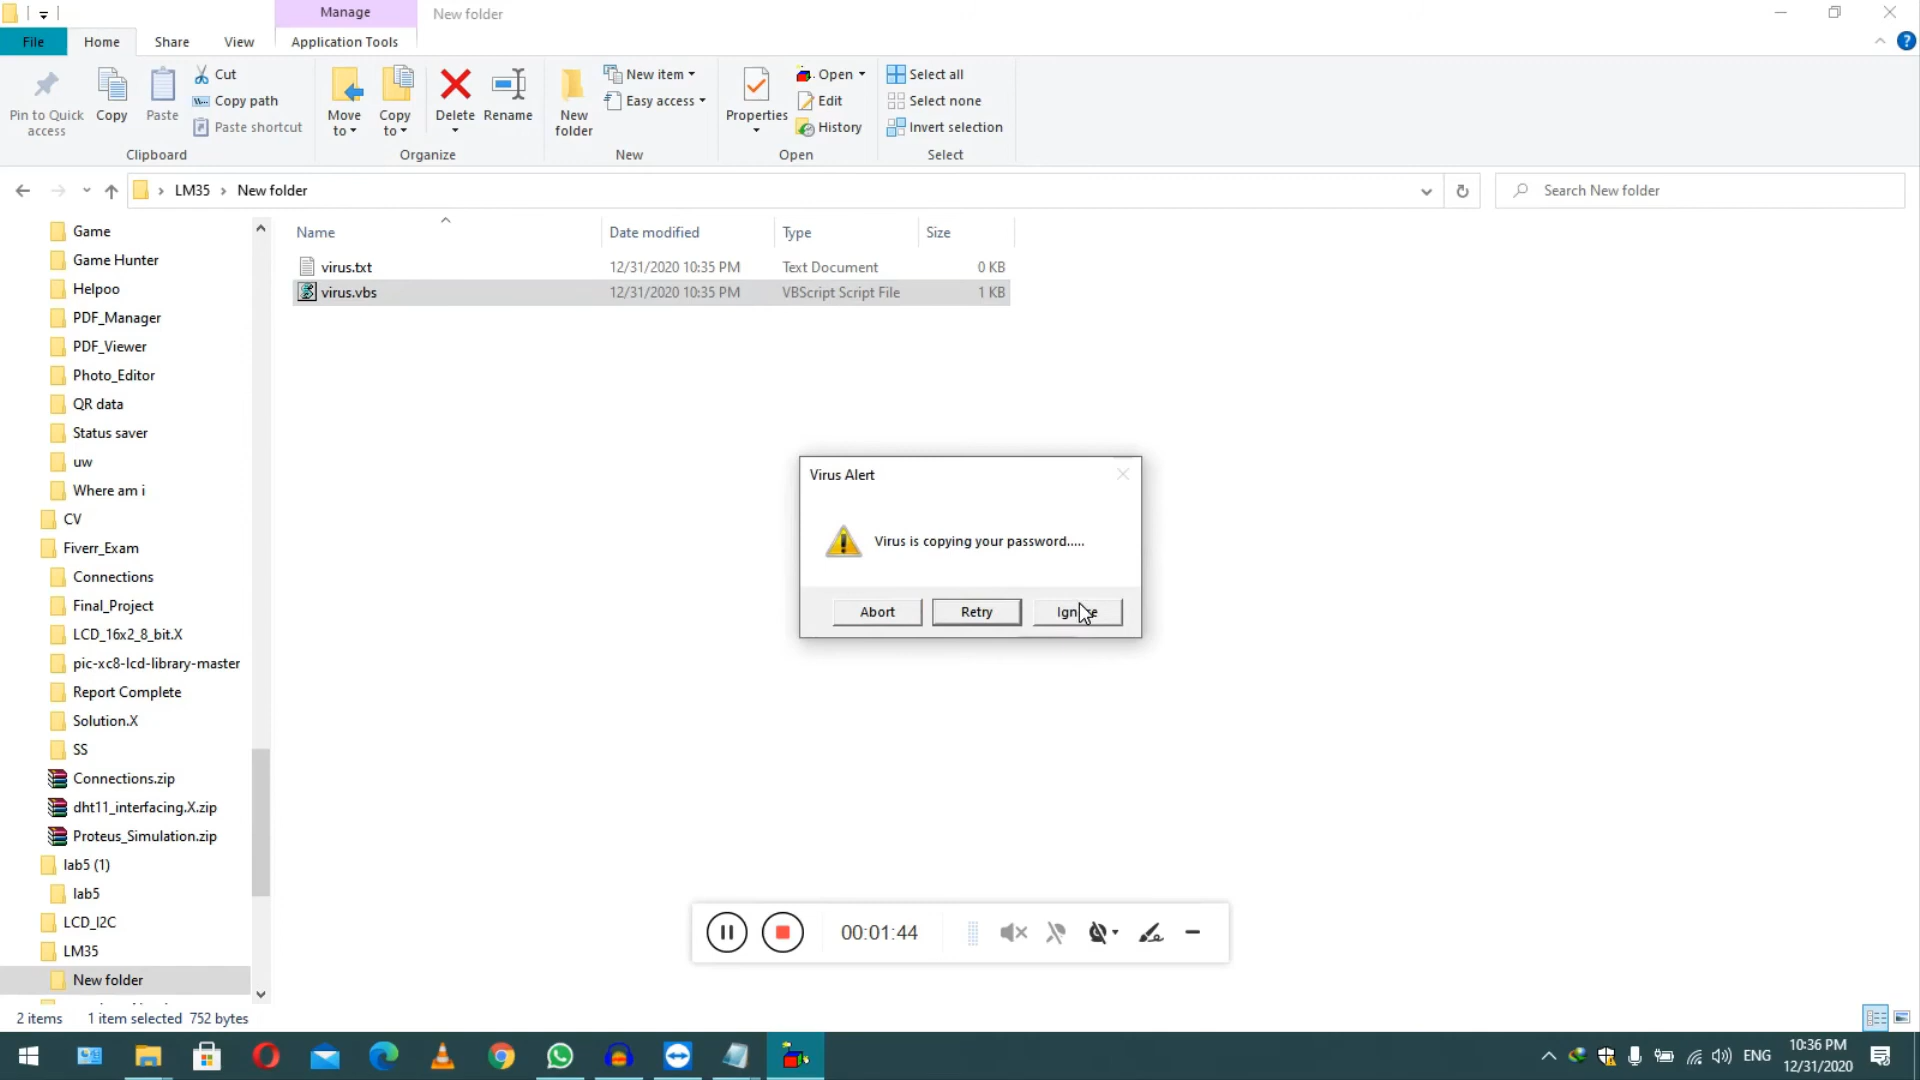 Manage
New folder
File
Home
Share
View
Application Tools
Pin to Quick access
Copy
Paste
Cut
Copy path
Paste shortcut
Clipboard
Move to
Copy to
Delete
Rename
Organize
New folder
New item
Easy access
New
Properties
Open
Edit
History
Open
Select all
Select none
Invert selection
Select
LM35 › New folder
Search New folder
Name Date modified Type Size
virus.txt 12/31/2020 10:35 PM Text Document 0 KB
virus.vbs 12/31/2020 10:35 PM VBScript Script File 1 KB
Game
Game Hunter
Helpoo
PDF_Manager
PDF_Viewer
Photo_Editor
QR data
Status saver
uw
Where am i
CV
Fiverr_Exam
Connections
Final_Project
LCD_16x2_8_bit.X
pic-xc8-lcd-library-master
Report Complete
Solution.X
SS
Connections.zip
dht11_interfacing.X.zip
Proteus_Simulation.zip
lab5 (1)
lab5
LCD_I2C
LM35
New folder
Virus Alert
Virus is copying your password.....
Abort
Retry
Ignore
00:01:44
2 items 1 item selected 752 bytes
ENG
10:36 PM
12/31/2020